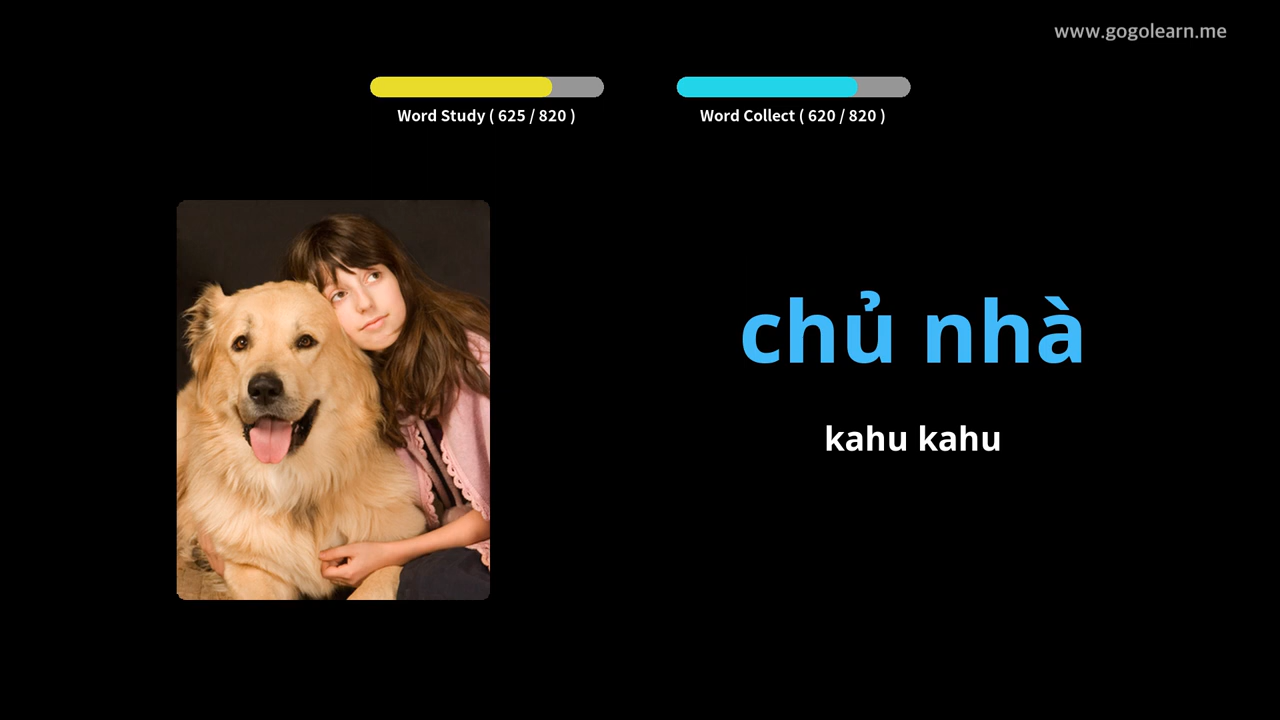 www.gogolearn.me
Word Study ( 625 / 820 )
Word Collect ( 620 / 820 )
chủ nhà
kahu kahu